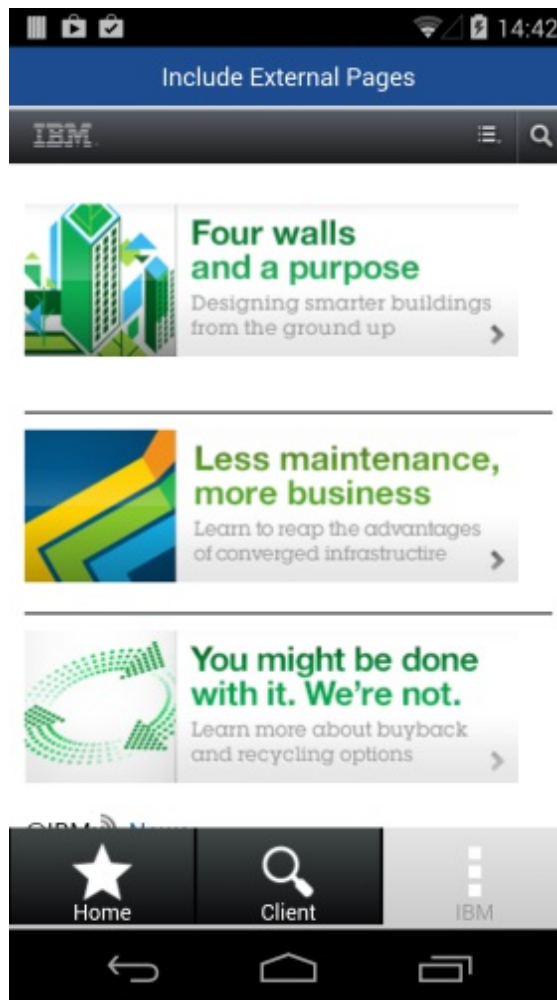 14:42
Include External Pages
IBM.
Four walls
and a purpose
Designing smarter buildings
from the ground up
Less maintenance,
more business
Learn to reap the advantages
of converged infrastructire
You might be done
with it. We're not.
Learn more about buyback
and recycling options
Home
Client
IBM